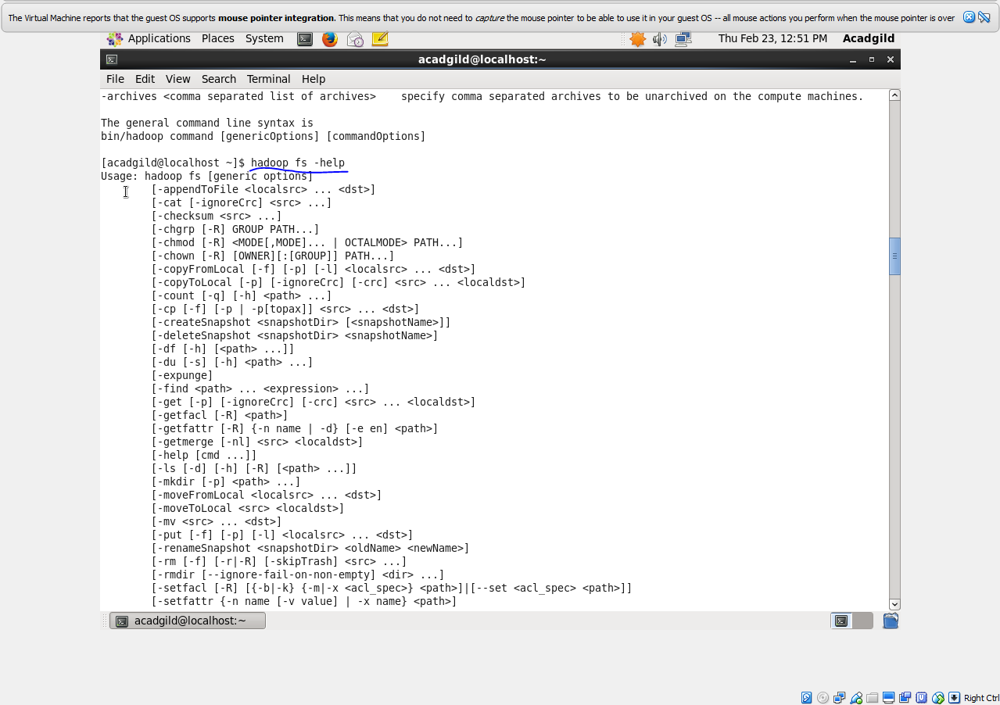 The Virtual Machine reports that the guest OS supports mouse pointer integration. This means that you do not need to capture the mouse pointer to be able to use it in your guest OS -- all mouse actions you perform when the mouse pointer is over
Applications Places System Thu Feb 23, 12:51 PM Acadgild
acadgild@localhost:~
File Edit View Search Terminal Help
-archives <comma separated list of archives>    specify comma separated archives to be unarchived on the compute machines.
The general command line syntax is
bin/hadoop command [genericOptions] [commandOptions]
[acadgild@localhost ~]$ hadoop fs -help
Usage: hadoop fs [generic options]
[-appendToFile <localsrc> ... <dst>]
[-cat [-ignoreCrc] <src> ...]
[-checksum <src> ...]
[-chgrp [-R] GROUP PATH...]
[-chmod [-R] <MODE[,MODE]... | OCTALMODE> PATH...]
[-chown [-R] [OWNER][:[GROUP]] PATH...]
[-copyFromLocal [-f] [-p] [-l] <localsrc> ... <dst>]
[-copyToLocal [-p] [-ignoreCrc] [-crc] <src> ... <localdst>]
[-count [-q] [-h] <path> ...]
[-cp [-f] [-p | -p[topax]] <src> ... <dst>]
[-createSnapshot <snapshotDir> [<snapshotName>]]
[-deleteSnapshot <snapshotDir> <snapshotName>]
[-df [-h] [<path> ...]]
[-du [-s] [-h] <path> ...]
[-expunge]
[-find <path> ... <expression> ...]
[-get [-p] [-ignoreCrc] [-crc] <src> ... <localdst>]
[-getfacl [-R] <path>]
[-getfattr [-R] {-n name | -d} [-e en] <path>]
[-getmerge [-nl] <src> <localdst>]
[-help [cmd ...]]
[-ls [-d] [-h] [-R] [<path> ...]]
[-mkdir [-p] <path> ...]
[-moveFromLocal <localsrc> ... <dst>]
[-moveToLocal <src> <localdst>]
[-mv <src> ... <dst>]
[-put [-f] [-p] [-l] <localsrc> ... <dst>]
[-renameSnapshot <snapshotDir> <oldName> <newName>]
[-rm [-f] [-r|-R] [-skipTrash] <src> ...]
[-rmdir [--ignore-fail-on-non-empty] <dir> ...]
[-setfacl [-R] [{-b|-k} {-m|-x <acl_spec>} <path>]|[--set <acl_spec> <path>]]
[-setfattr {-n name [-v value] | -x name} <path>]
acadgild@localhost:~
Right Ctrl